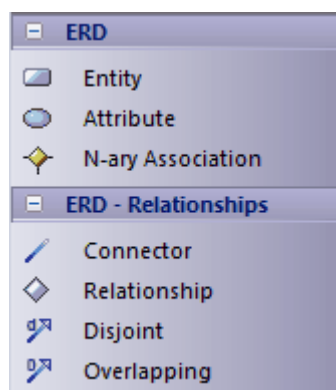 ERD
Entity
Attribute
N-ary Association
ERD - Relationships
Connector
Relationship
Disjoint
Overlapping